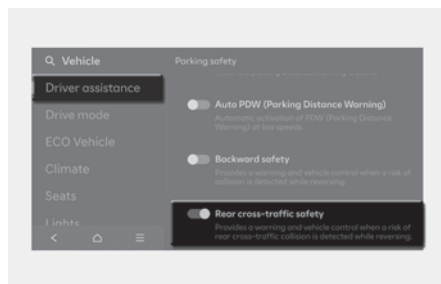 Vehicle
Parking safety
Driver assistance
Auto PDW (Parking Distance Warning)
Automatic activation of PDW (Parking Distance
Warning) at low speeds.
Drive mode
ECO Vehicle
Backward safety
Provides a warning and vehicle control when a risk of
collision is detected while reversing.
Climate
Seats
Rear cross-traffic safety
Provides a warning and vehicle control when a risk of
rear cross-traffic collision is detected while reversing.
Lights